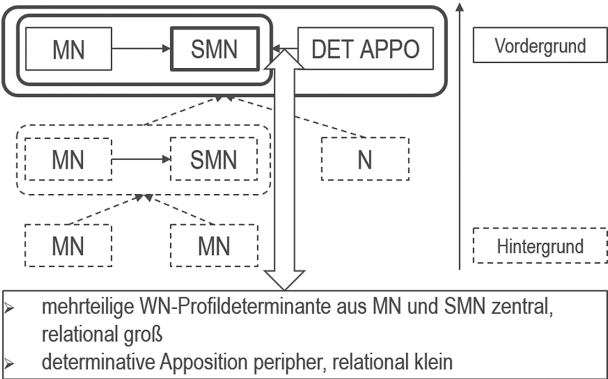 MN SMN DET APPO Vordergrund
MN SMN N
MN MN Hintergrund
➢ mehrteilige WN-Profildeterminante aus MN und SMN zentral,
relational groß
➢ determinative Apposition peripher, relational klein